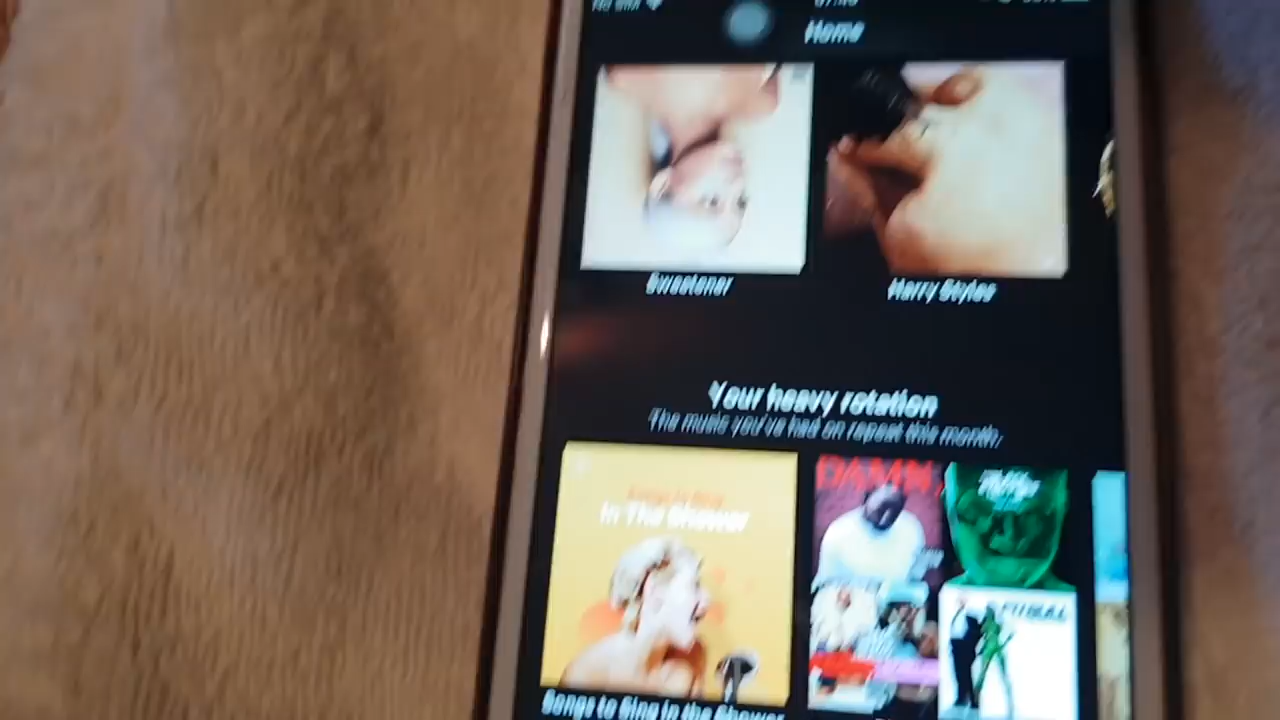 Home
Sweetener
Harry Styles
Your heavy rotation
The music you've had on repeat this month.
In The Shower
DAMN.
PITBULL
Songs to Sing in the Shower